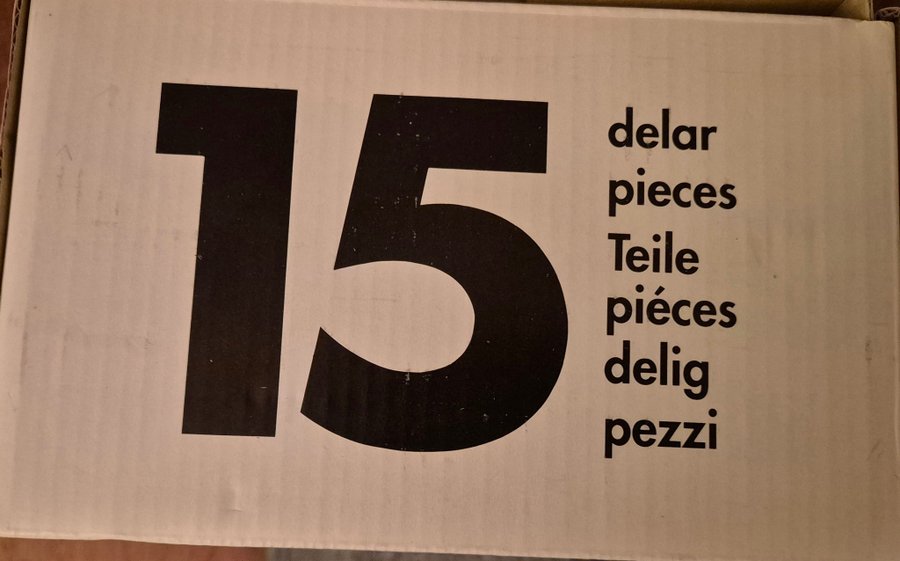 15
delar
pieces
Teile
piéces
delig
pezzi